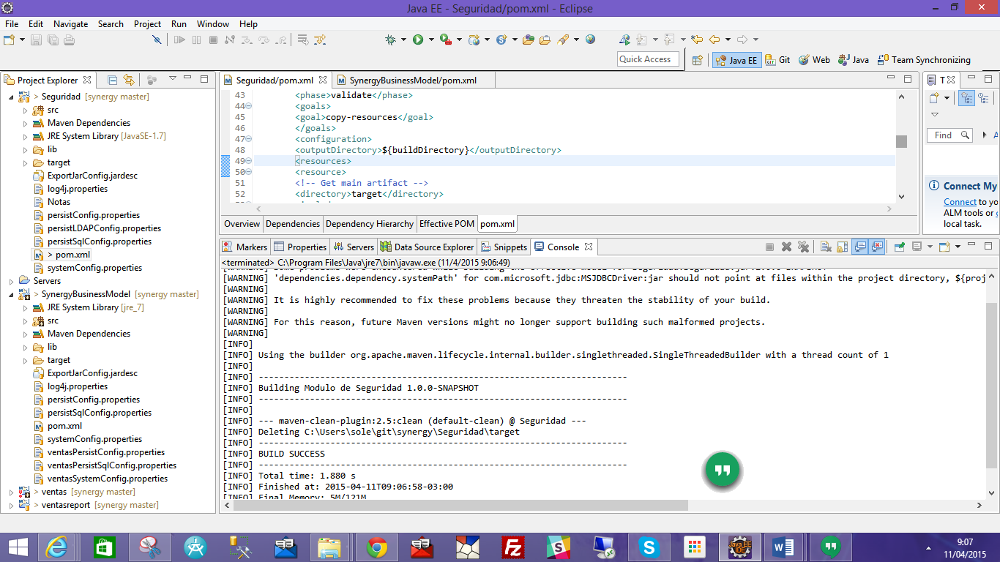 Java EE - Seguridad/pom.xml - Eclipse
File Edit Navigate Search Project Run Window Help
Quick Access
Java EE Git Web Java Team Synchronizing
Project Explorer
> Seguridad [synergy master]
src
Maven Dependencies
JRE System Library [JavaSE-1.7]
lib
target
ExportJarConfig.jardesc
log4j.properties
Notas
persistConfig.properties
persistLDAPConfig.properties
persistSqlConfig.properties
> pom.xml
systemConfig.properties
Servers
> SynergyBusinessModel [synergy master]
JRE System Library [jre_7]
> src
Maven Dependencies
lib
target
ExportJarConfig.jardesc
log4j.properties
persistConfig.properties
persistSqlConfig.properties
pom.xml
systemConfig.properties
ventasPersistConfig.properties
ventasPersistSqlConfig.properties
ventasSystemConfig.properties
> ventas [synergy master]
> ventasreport [synergy master]
Seguridad/pom.xml SynergyBusinessModel/pom.xml
43 <phase>validate</phase>
44 <goals>
45 <goal>copy-resources</goal>
46 </goals>
47 <configuration>
48 <outputDirectory>${buildDirectory}</outputDirectory>
49 <resources>
50 <resource>
51 <!-- Get main artifact -->
52 <directory>target</directory>
Overview Dependencies Dependency Hierarchy Effective POM pom.xml
T
Find
A
Connect My
Connect to yo
ALM tools or
local task.
Markers Properties Servers Data Source Explorer Snippets Console
<terminated> C:\Program Files\Java\jre7\bin\javaw.exe (11/4/2015 9:06:49)
[WARNING] Some problems were encountered while building the effective model for
[WARNING] 'dependencies.dependency.systemPath' for com.microsoft.jdbc:MSJDBCDriver:jar should not point at files within the project directory, ${proj
[WARNING]
[WARNING] It is highly recommended to fix these problems because they threaten the stability of your build.
[WARNING]
[WARNING] For this reason, future Maven versions might no longer support building such malformed projects.
[WARNING]
[INFO]
[INFO] Using the builder org.apache.maven.lifecycle.internal.builder.singlethreaded.SingleThreadedBuilder with a thread count of 1
[INFO]
[INFO] ------------------------------------------------------------------------
[INFO] Building Modulo de Seguridad 1.0.0-SNAPSHOT
[INFO] ------------------------------------------------------------------------
[INFO]
[INFO] --- maven-clean-plugin:2.5:clean (default-clean) @ Seguridad ---
[INFO] Deleting C:\Users\sole\git\synergy\Seguridad\target
[INFO] ------------------------------------------------------------------------
[INFO] BUILD SUCCESS
[INFO] ------------------------------------------------------------------------
[INFO] Total time: 1.880 s
[INFO] Finished at: 2015-04-11T09:06:58-03:00
[INFO] Final Memory: 5M/121M
9:07
11/04/2015